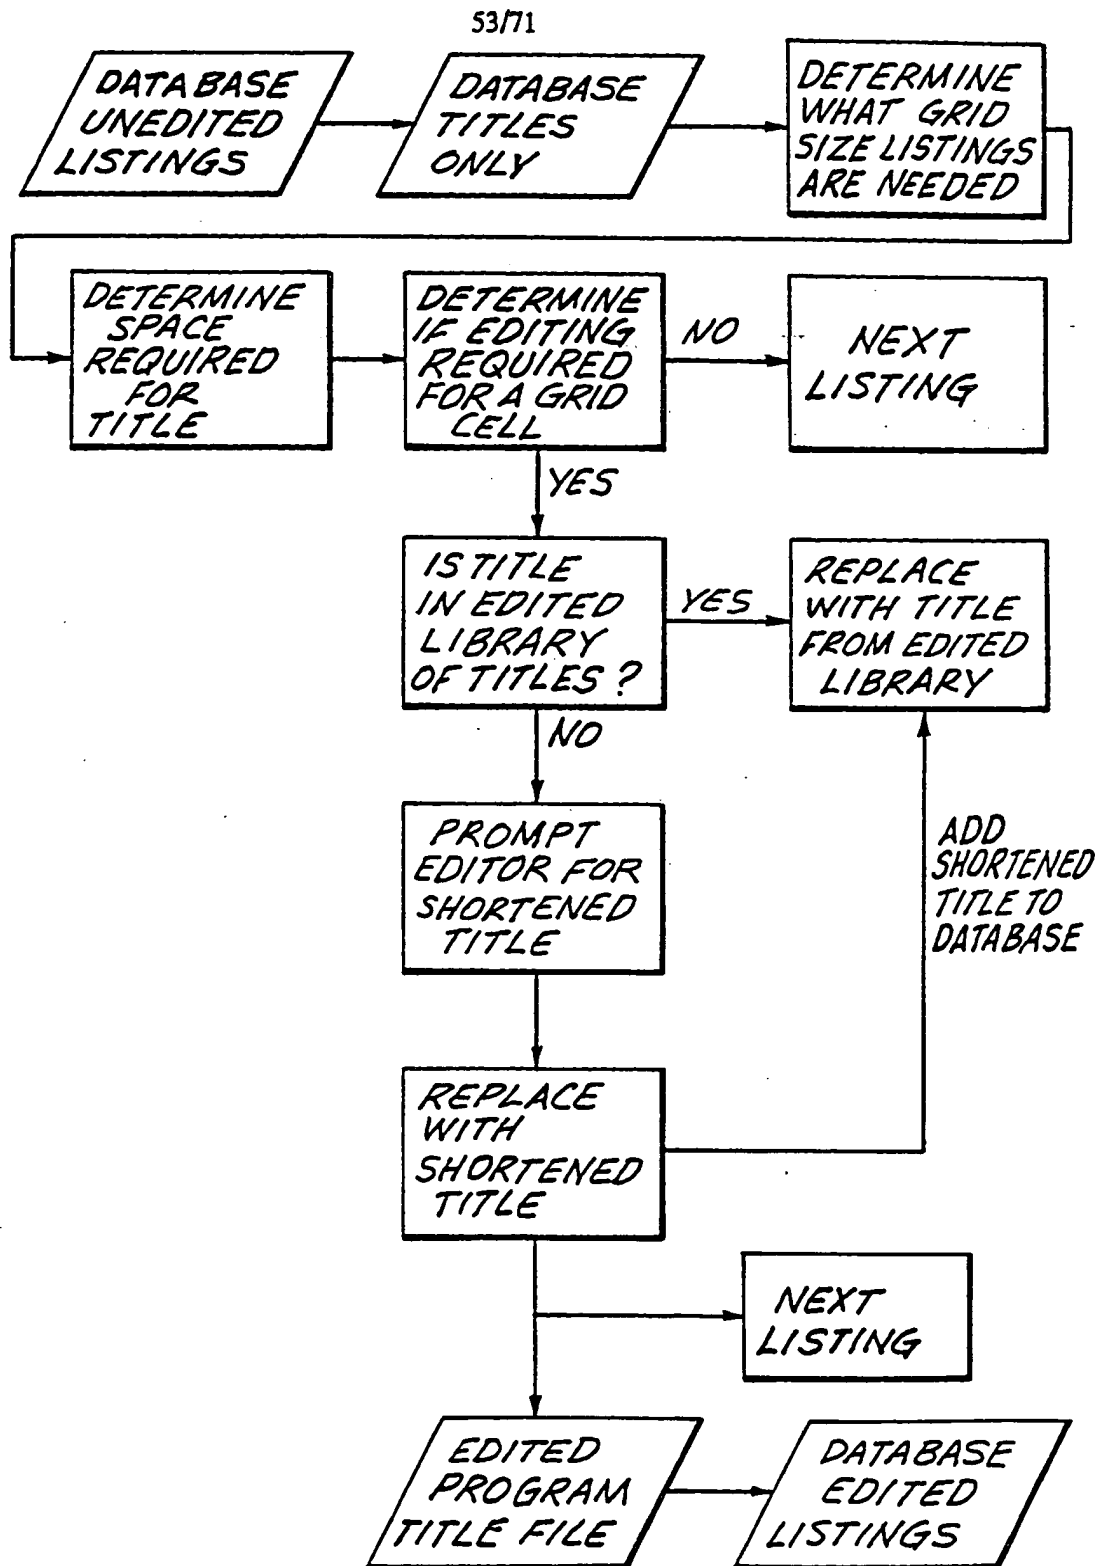 53/71
DATABASE
UNEDITED
LISTINGS
DATABASE
TITLES
ONLY
DETERMINE
WHAT GRID
SIZE LISTINGS
ARE NEEDED
DETERMINE
SPACE
REQUIRED
FOR
TITLE
DETERMINE
IF EDITING
REQUIRED
FOR A GRID
CELL
NO
NEXT
LISTING
YES
IS TITLE
IN EDITED
LIBRARY
OF TITLES ?
YES
REPLACE
WITH TITLE
FROM EDITED
LIBRARY
NO
PROMPT
EDITOR FOR
SHORTENED
TITLE
ADD
SHORTENED
TITLE TO
DATABASE
REPLACE
WITH
SHORTENED
TITLE
NEXT
LISTING
EDITED
PROGRAM
TITLE FILE
DATABASE
EDITED
LISTINGS